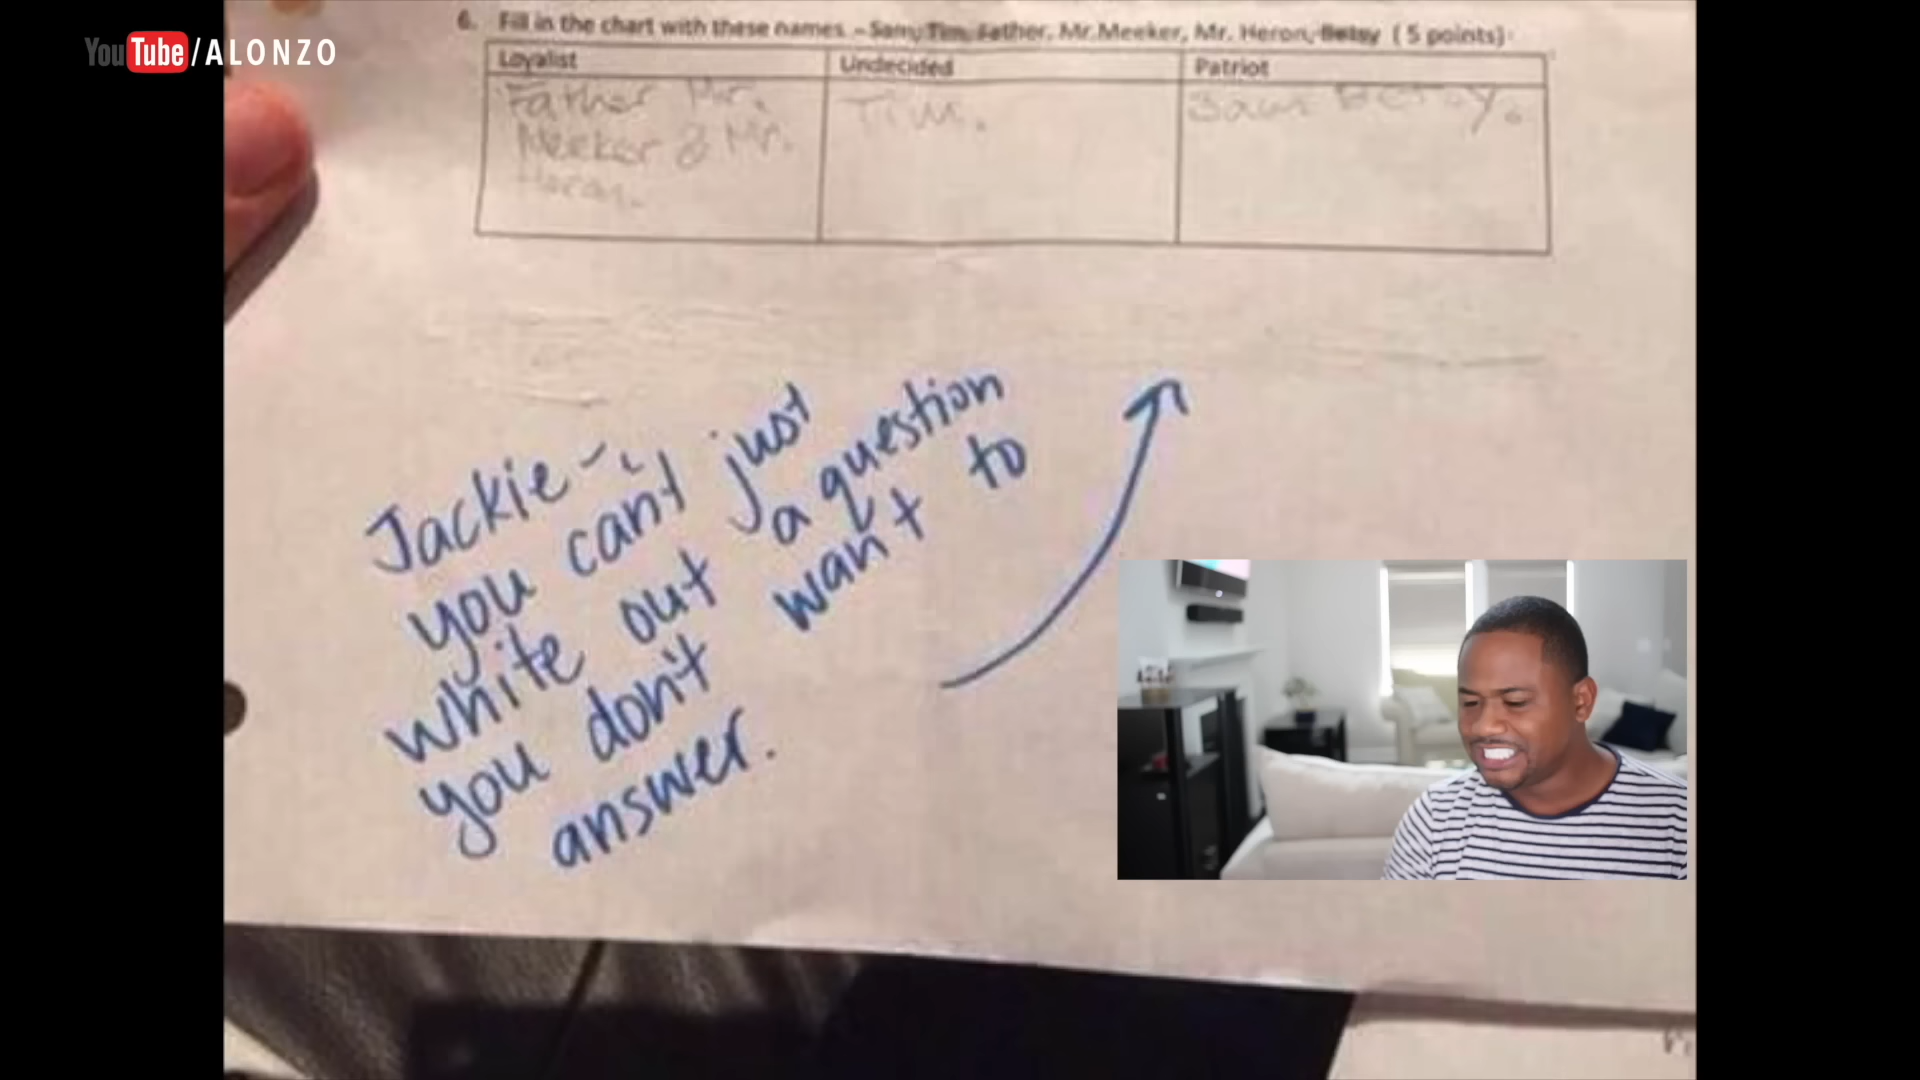 YouTube/ALONZO
6. Fill in the chart with these names - Sam, Tim, Father, Mr.Meeker, Mr. Heron, Betsy ( 5 points)
Loyalist Undecided Patriot
Father Mr. Tim. Sam Betsy.
Meeker & Mr.
Heron.
Jackie -
you can't just
white out a question
you don't want to
answer.